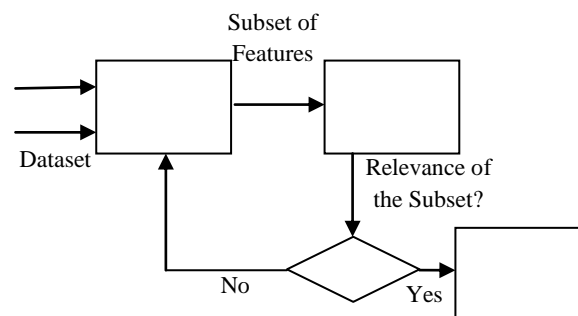 Subset of
Features
Dataset
Relevance of
the Subset?
No
Yes